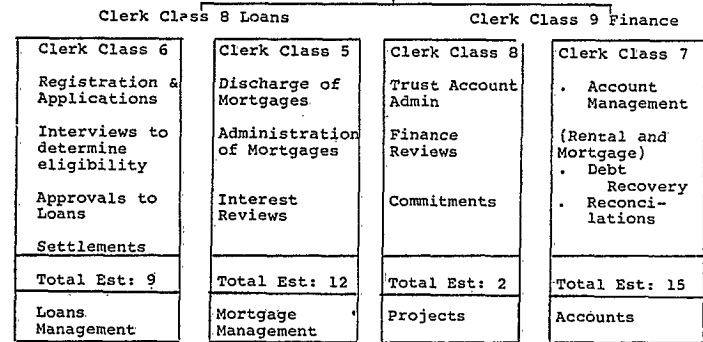 Clerk Class 8 Loans
Clerk Class 9 Finance
Clerk Class 6
Registration &
Applications
Interviews to
determine
eligibility
Approvals to
Loans
Settlements
Total Est: 9
Loans
Management
Clerk Class 5
Discharge of
Mortgages
Administration
of Mortgages
Interest
Reviews
Total Est: 12
Mortgage
Management
Clerk Class 8
Trust Account
Admin
Finance
Reviews
Commitments
Total Est: 2
Projects
Clerk Class 7
. Account
Management
(Rental and
Mortgage)
. Debt
Recovery
. Reconci-
lations
Total Est: 15
Accounts